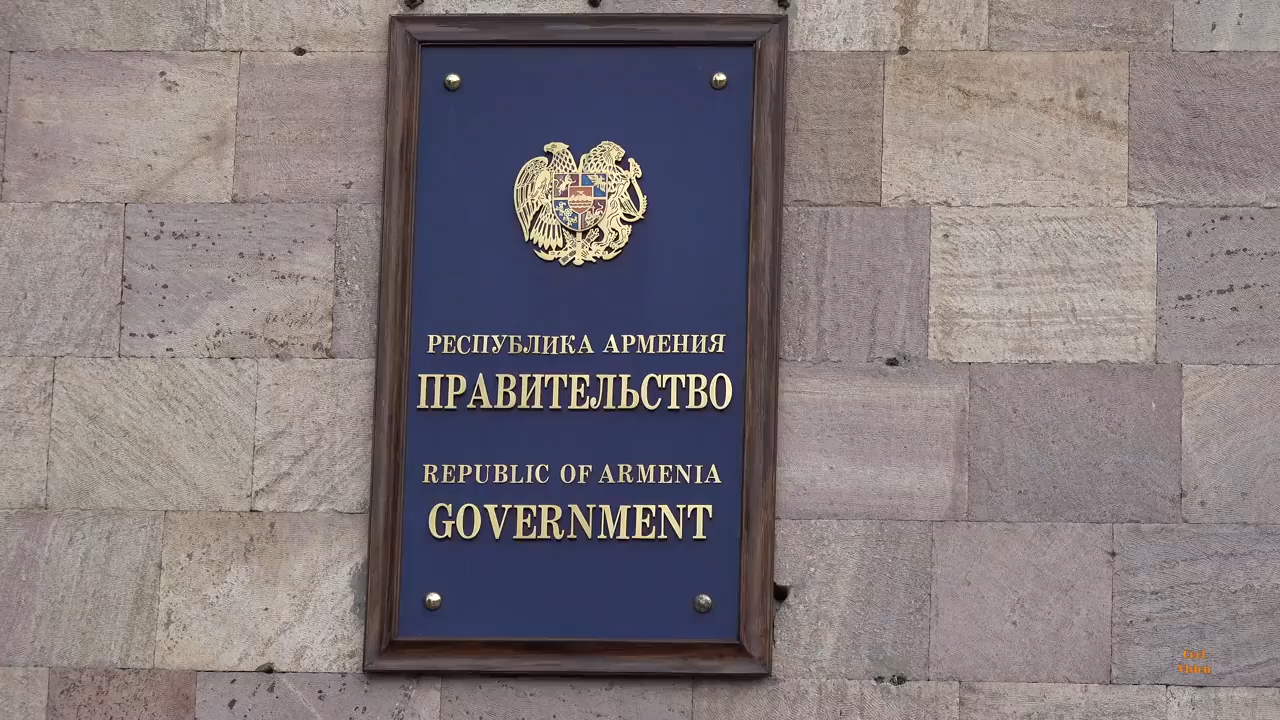 РЕСПУБЛИКА АРМЕНИЯ
ПРАВИТЕЛЬСТВО
REPUBLIC OF ARMENIA
GOVERNMENT